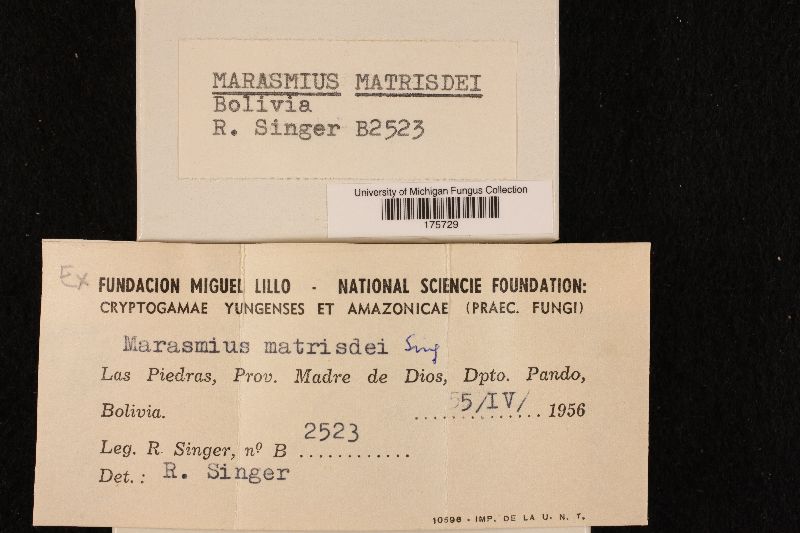 MARASMIUS MATRISDEI
Bolivia
R. Singer B2523
University of Michigan Fungus Collection
175729
Ex FUNDACION MIGUEL LILLO - NATIONAL SCIENCIE FOUNDATION:
CRYPTOGAMAE YUNGENSES ET AMAZONICAE (PRAEC. FUNGI)
Marasmius matrisdei Sing
Las Piedras, Prov. Madre de Dios, Dpto. Pando,
Bolivia. 5/IV/ 1956
Leg. R. Singer, nº B 2523
Det.: R. Singer
10596 - IMP. DE LA U. N. T.